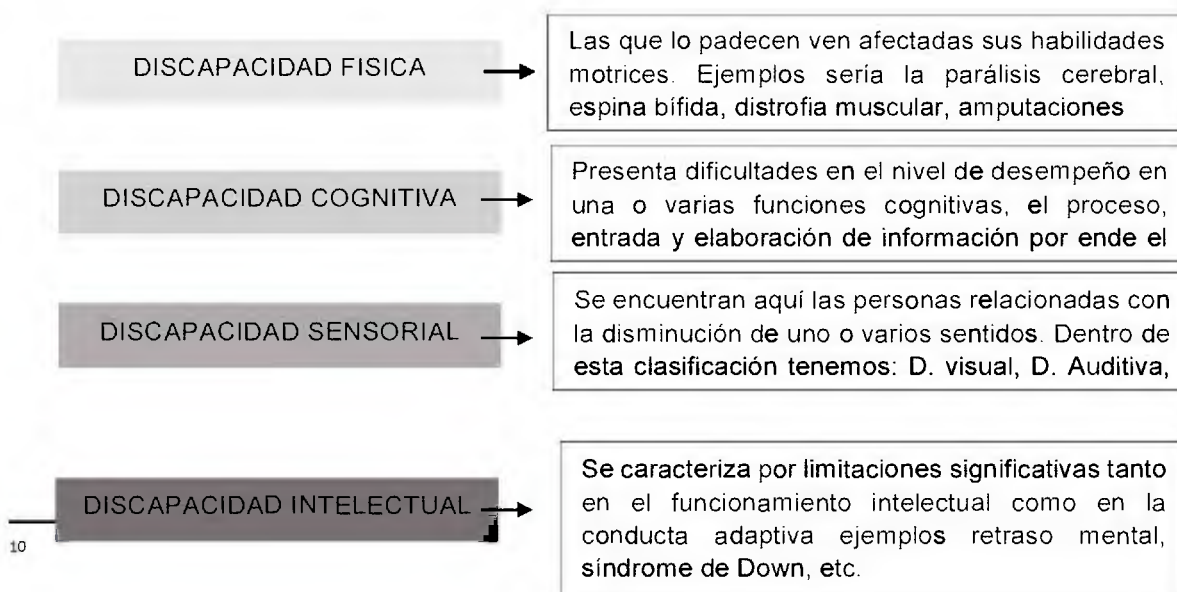 DISCAPACIDAD FISICA
Las que lo padecen ven afectadas sus habilidades
motrices. Ejemplos sería la parálisis cerebral,
espina bífida, distrofia muscular, amputaciones
DISCAPACIDAD COGNITIVA
Presenta dificultades en el nivel de desempeño en
una o varias funciones cognitivas, el proceso,
entrada y elaboración de información por ende el
DISCAPACIDAD SENSORIAL
Se encuentran aquí las personas relacionadas con
la disminución de uno o varios sentidos. Dentro de
esta clasificación tenemos: D. visual, D. Auditiva,
DISCAPACIDAD INTELECTUAL
Se caracteriza por limitaciones significativas tanto
en el funcionamiento intelectual como en la
conducta adaptiva ejemplos retraso mental,
síndrome de Down, etc.
10